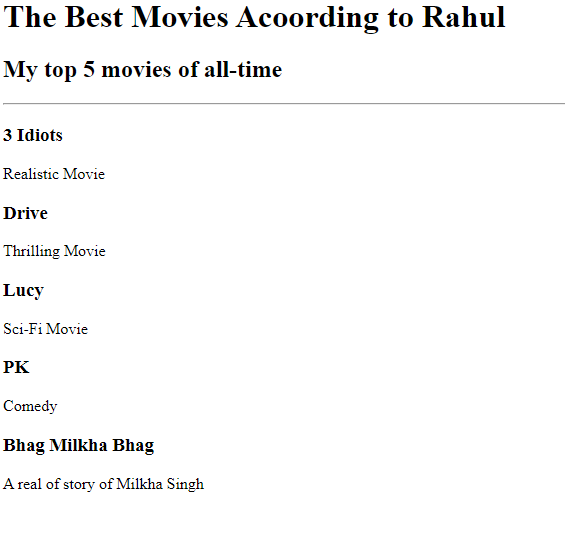 The Best Movies Acoording to Rahul
My top 5 movies of all-time
3 Idiots
Realistic Movie
Drive
Thrilling Movie
Lucy
Sci-Fi Movie
PK
Comedy
Bhag Milkha Bhag
A real of story of Milkha Singh